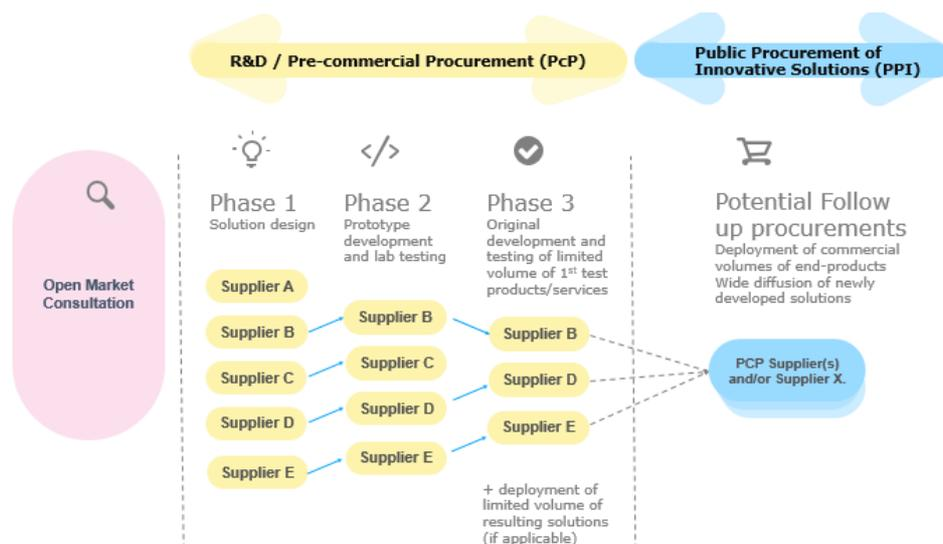 R&D / Pre-commercial Procurement (PcP)
Public Procurement of
Innovative Solutions (PPI)
Open Market
Consultation
Phase 1
Solution design
Supplier A
Supplier B
Supplier C
Supplier D
Supplier E
</>
Phase 2
Prototype
development
and lab testing
Supplier B
Supplier C
Supplier D
Supplier E
Phase 3
Original
development and
testing of limited
volume of 1st test
products/services
Supplier B
Supplier D
Supplier E
+ deployment of
limited volume of
resulting solutions
(if applicable)
Potential Follow
up procurements
Deployment of commercial
volumes of end-products
Wide diffusion of newly
developed solutions
PCP Supplier(s)
and/or Supplier X.